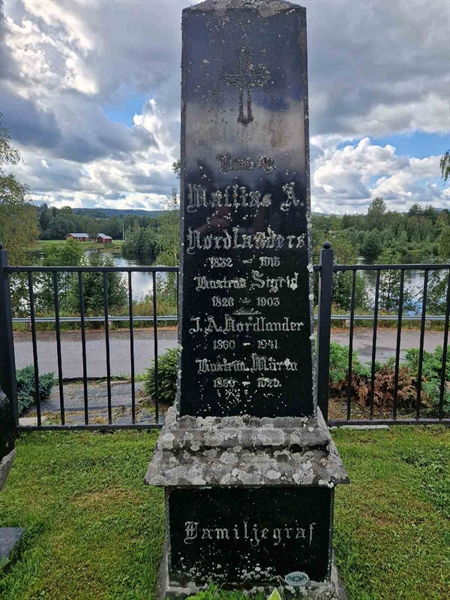 Mattias A.
Nordlanders
1832 – 1915
Hustrun Sigrid
1826 – 1903
J. A. Nordlander
1860 – 1941
Hustrun Märta
Familjegraf